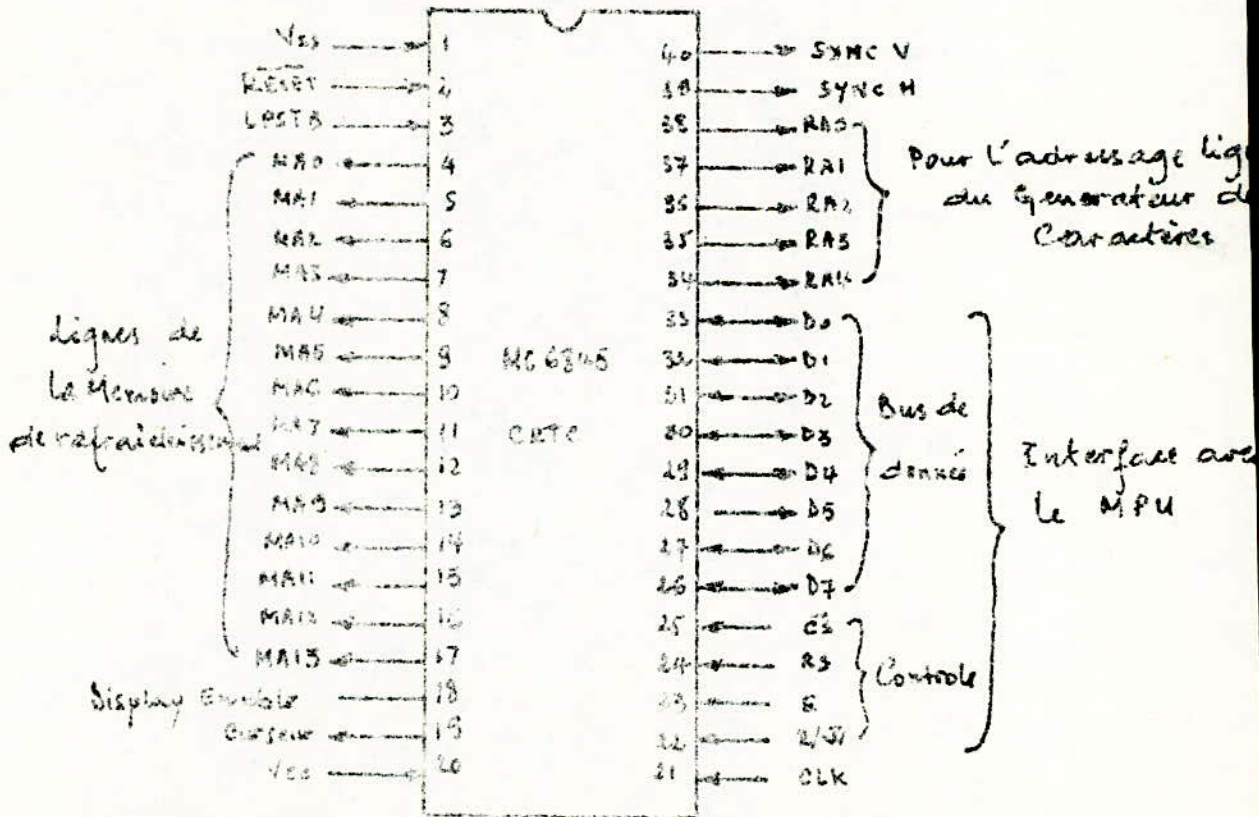 Vss 1
RESET 2
LPSTB 3
MA0 4
MA1 5
MA2 6
MA3 7
MA4 8
MA5 9
MA6 10
MA7 11
MA8 12
MA9 13
MA10 14
MA11 15
MA12 16
MA13 17
Display Enable 18
Curseur 19
20
Lignes de
la Memoire
MC 6845
CRTC
40 SYNC V
39 SYNC H
38 RA0
37 RA1
36 RA2
35 RA3
34 RA4
33 D0
32 D1
31 D2
30 D3
29 D4
28 D5
27 D6
26 D7
25 CS
24 RS
23 E
22 R/W
21 CLK
Pour l'adressage
du Generateur
Caractères
Bus de
donnée
Controle
Interface
le MPU